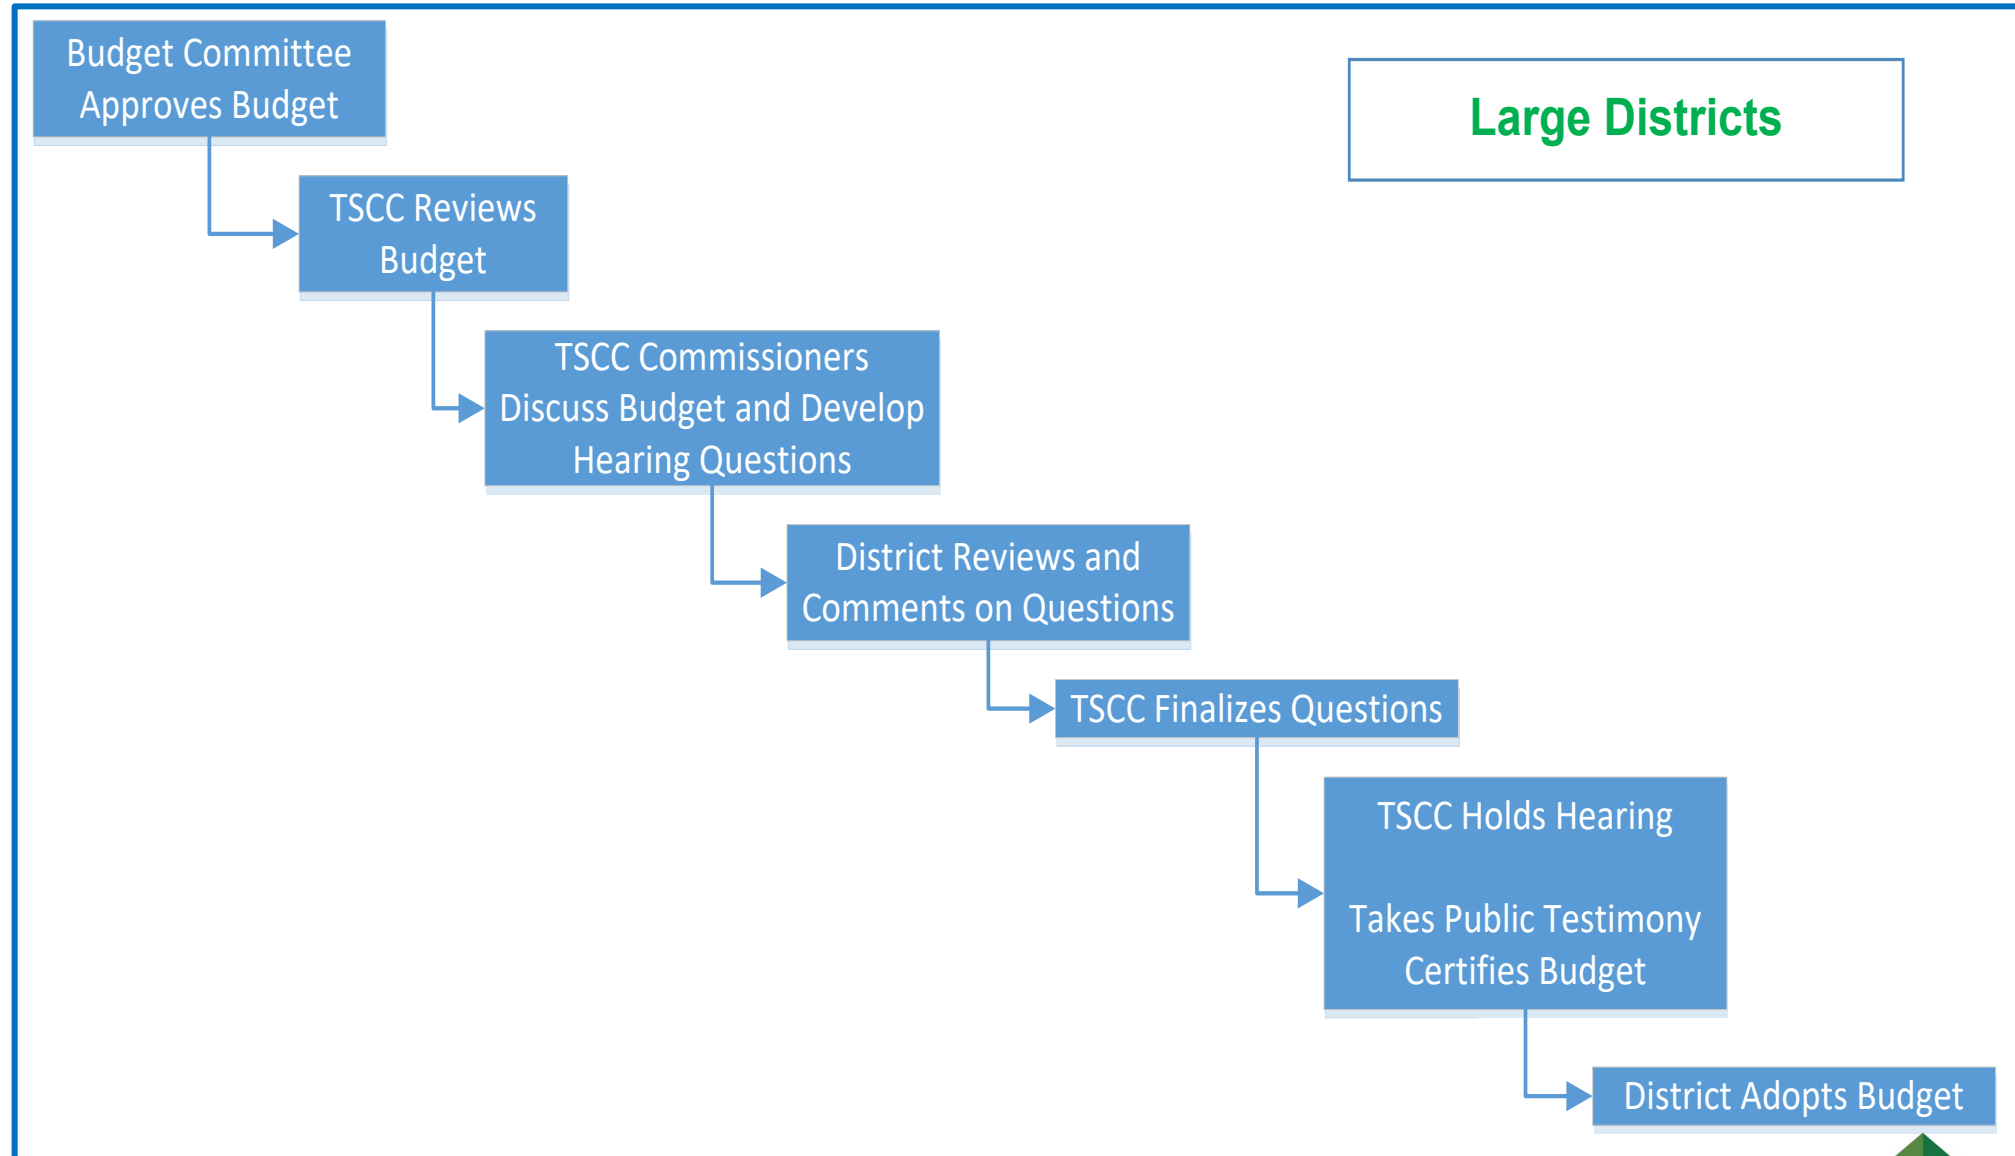 Budget Committee
Approves Budget
Large Districts
TSCC Reviews
Budget
TSCC Commissioners
Discuss Budget and Develop
Hearing Questions
District Reviews and
Comments on Questions
TSCC Finalizes Questions
TSCC Holds Hearing
Takes Public Testimony
Certifies Budget
District Adopts Budget